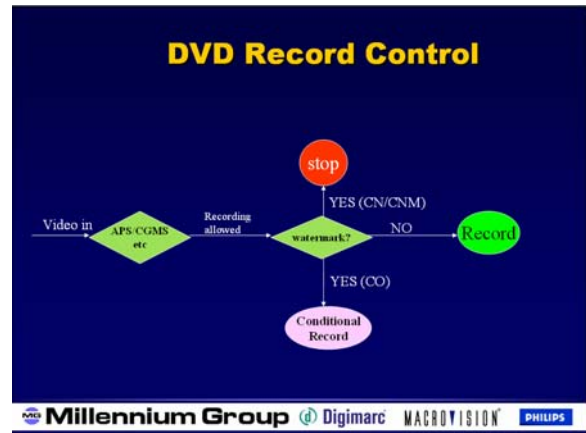 DVD Record Control
stop
YES (CN/CNM)
Video in
APS/CGMS
etc
Recording
allowed
watermark?
NO
Record
YES (CO)
Conditional
Record
MG Millennium Group
d Digimarc
MACROVISION
PHILIPS